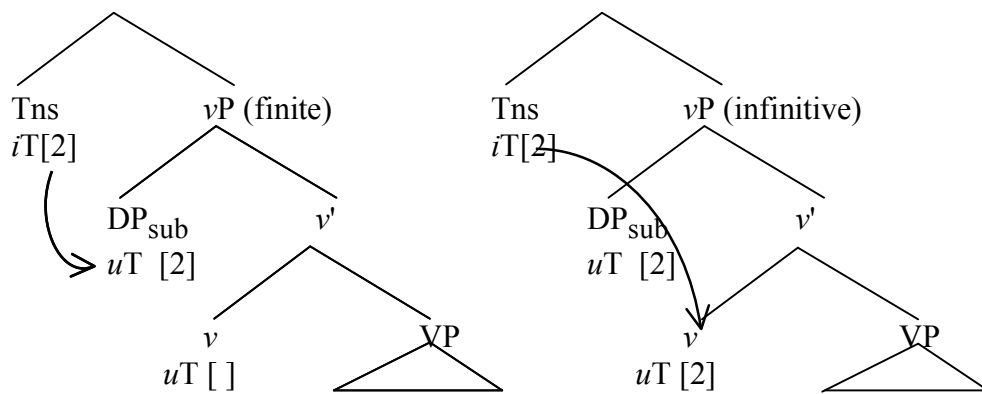 Tns
iT[2]
vP (finite)
DPsub
uT [2]
v'
v
uT [ ]
VP
Tns
iT[2]
vP (infinitive)
DPsub
uT [2]
v'
v
uT [2]
VP